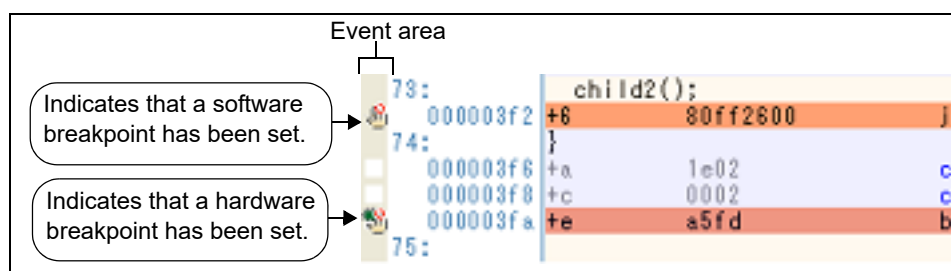 Event area
Indicates that a software
breakpoint has been set.
Indicates that a hardware
breakpoint has been set.
73: child2();
000003f2 +6 80ff2600 j
74: }
000003f6 +a 1e02 c
000003f8 +c 0002 c
000003fa +e a5fd b
75: